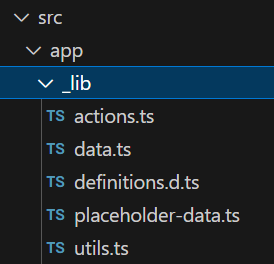 src
app
_lib
TS actions.ts
TS data.ts
TS definitions.d.ts
TS placeholder-data.ts
TS utils.ts